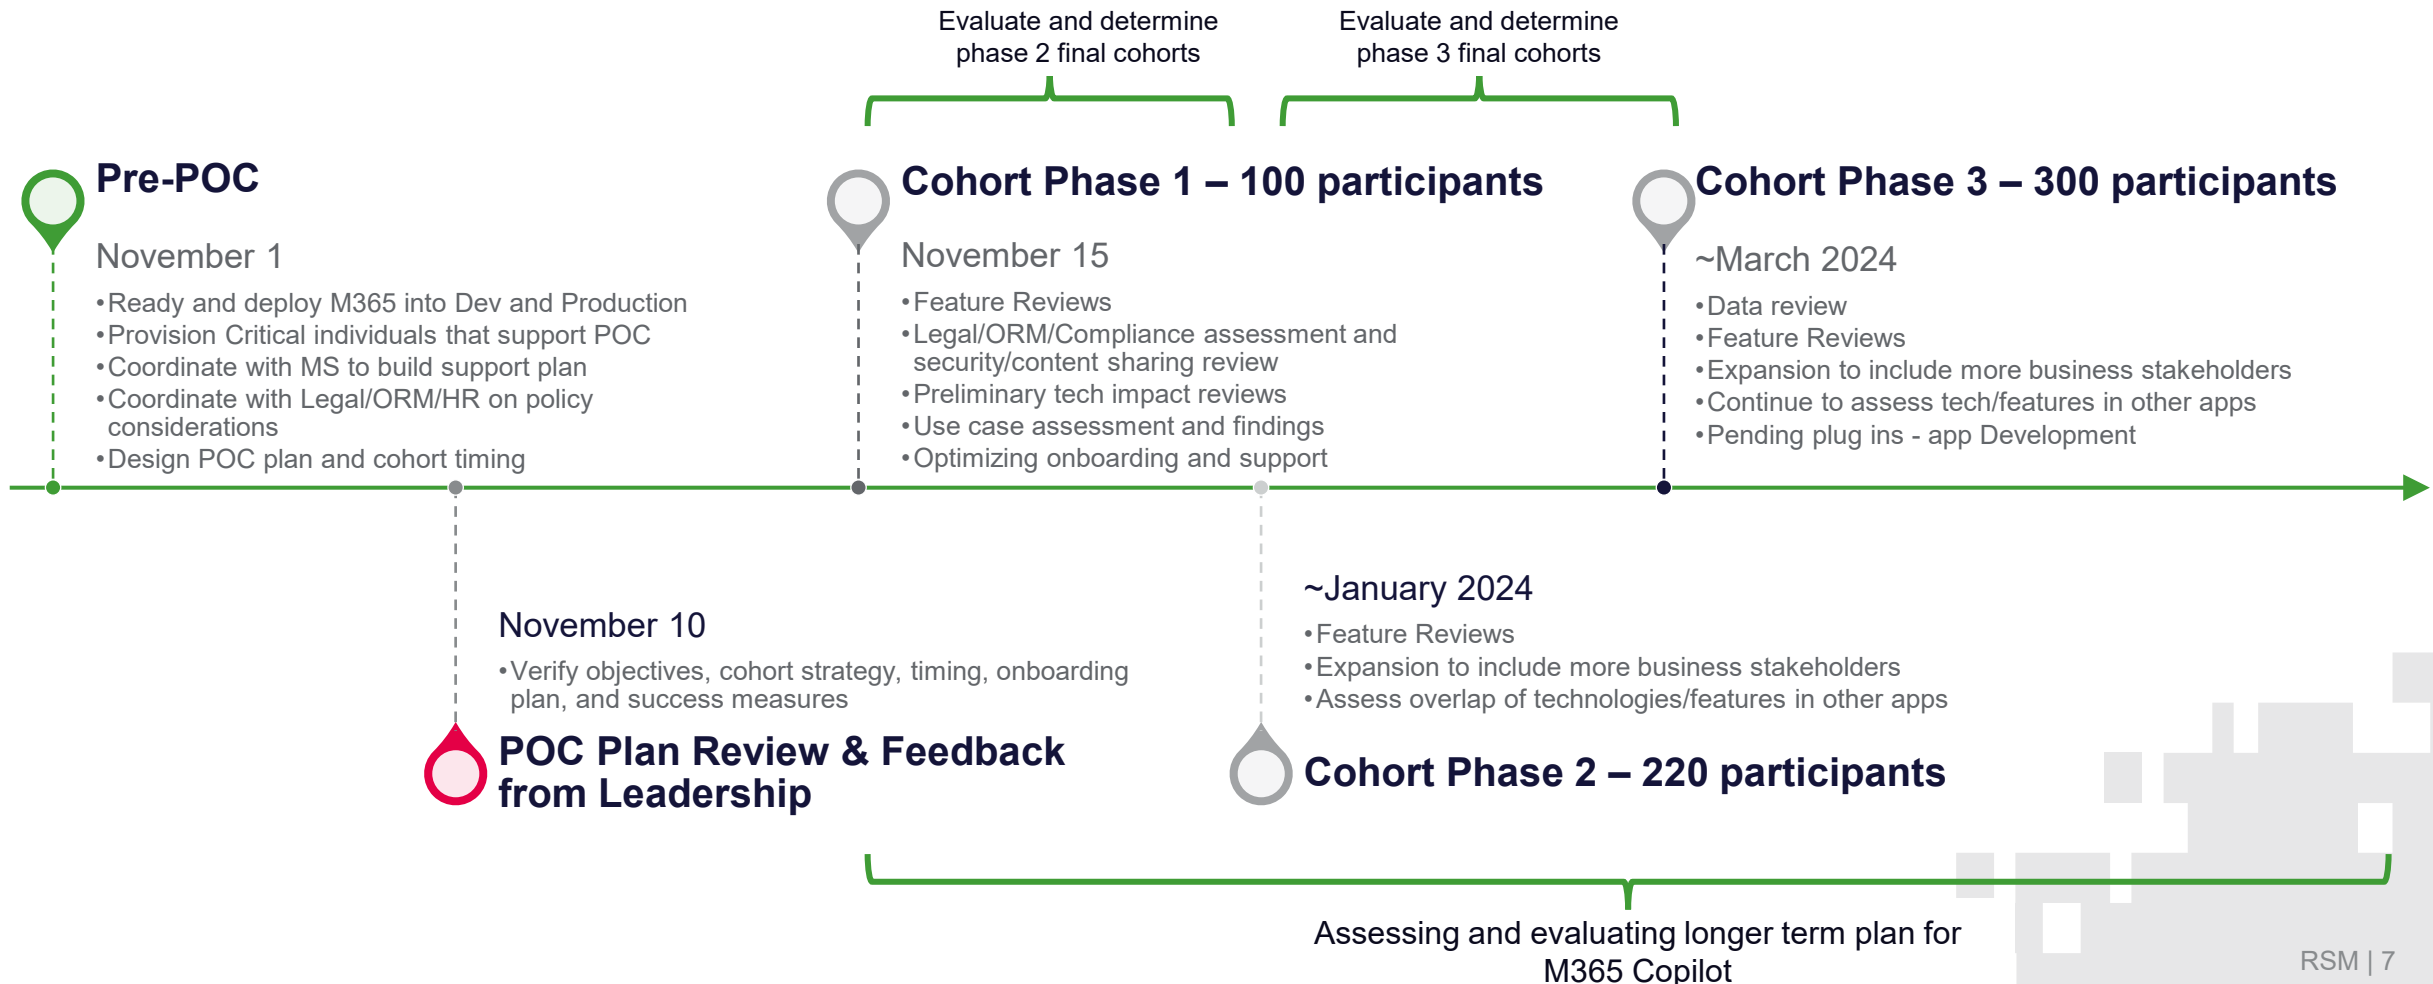 Evaluate and determine
phase 2 final cohorts
Evaluate and determine
phase 3 final cohorts
Pre-POC
November 1
•Ready and deploy M365 into Dev and Production
•Provision Critical individuals that support POC
•Coordinate with MS to build support plan
•Coordinate with Legal/ORM/HR on policy
considerations
•Design POC plan and cohort timing
Cohort Phase 1 – 100 participants
November 15
•Feature Reviews
•Legal/ORM/Compliance assessment and
security/content sharing review
•Preliminary tech impact reviews
•Use case assessment and findings
•Optimizing onboarding and support
Cohort Phase 3 – 300 participants
~March 2024
•Data review
•Feature Reviews
•Expansion to include more business stakeholders
•Continue to assess tech/features in other apps
•Pending plug ins - app Development
November 10
•Verify objectives, cohort strategy, timing, onboarding
plan, and success measures
POC Plan Review & Feedback
from Leadership
~January 2024
•Feature Reviews
•Expansion to include more business stakeholders
•Assess overlap of technologies/features in other apps
Cohort Phase 2 – 220 participants
Assessing and evaluating longer term plan for
M365 Copilot
RSM | 7